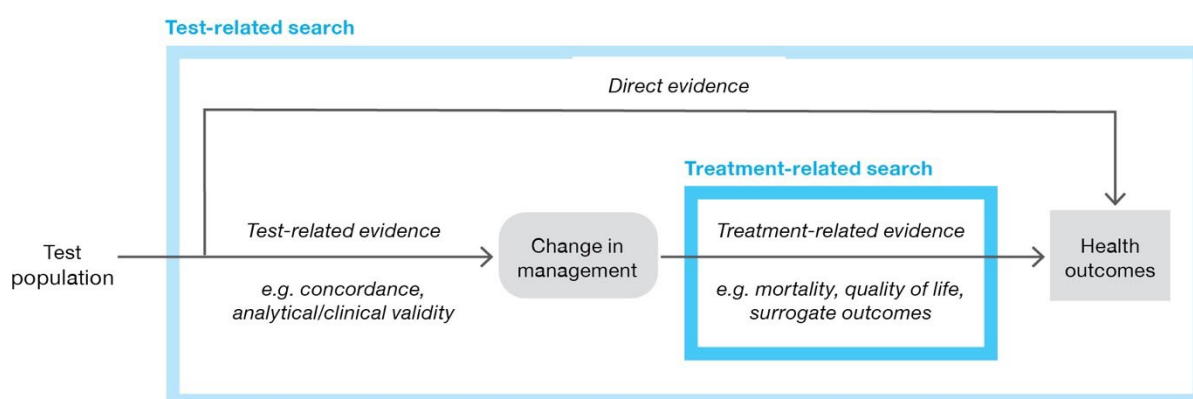 Test-related search
Direct evidence
Treatment-related search
Test
population
Test-related evidence
e.g. concordance,
analytical/clinical validity
Change in
management
Treatment-related evidence
e.g. mortality, quality of life,
surrogate outcomes
Health
outcomes